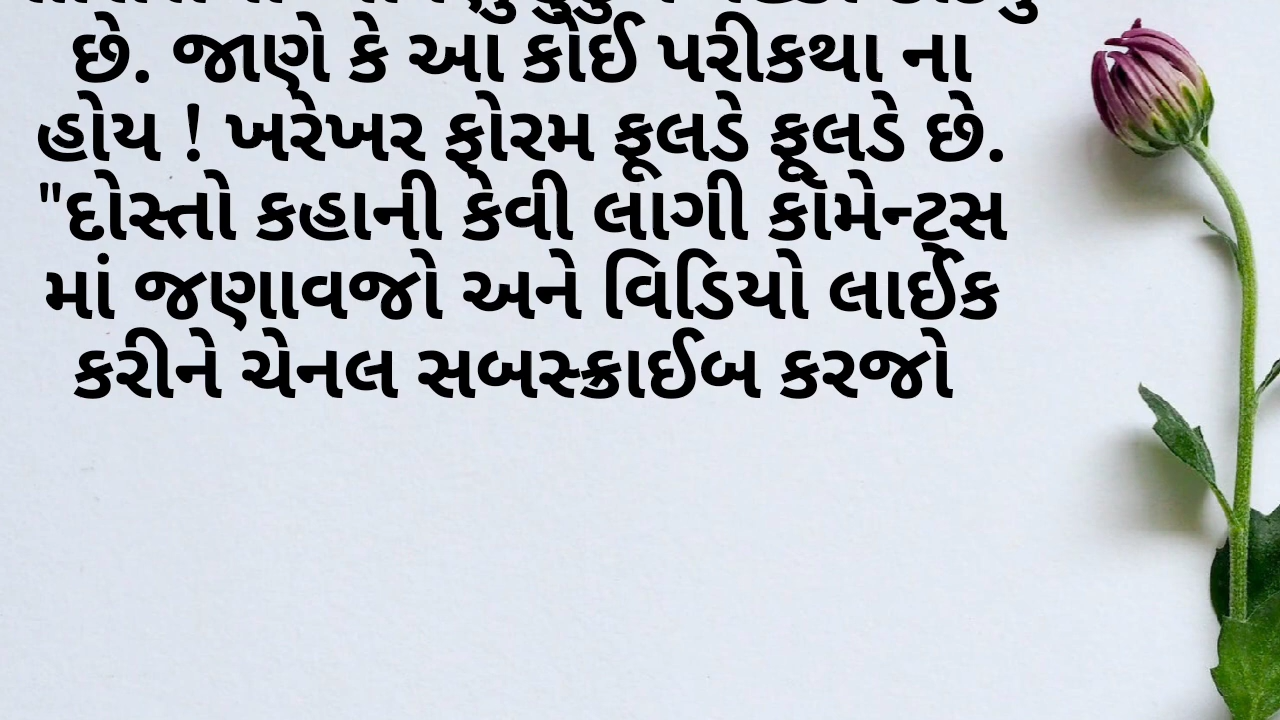 છે. જાણે કે આ કોઈ પરીકથા ના
હોય ! ખરેખર ફોરમ ફૂલડે ફૂલડે છે.
"દોસ્તો કહાની કેવી લાગી કૉમેન્ટ્સ
માં જણાવજો અને વિડિયો લાઈક
કરીને ચેનલ સબસ્ક્રાઈબ કરજો